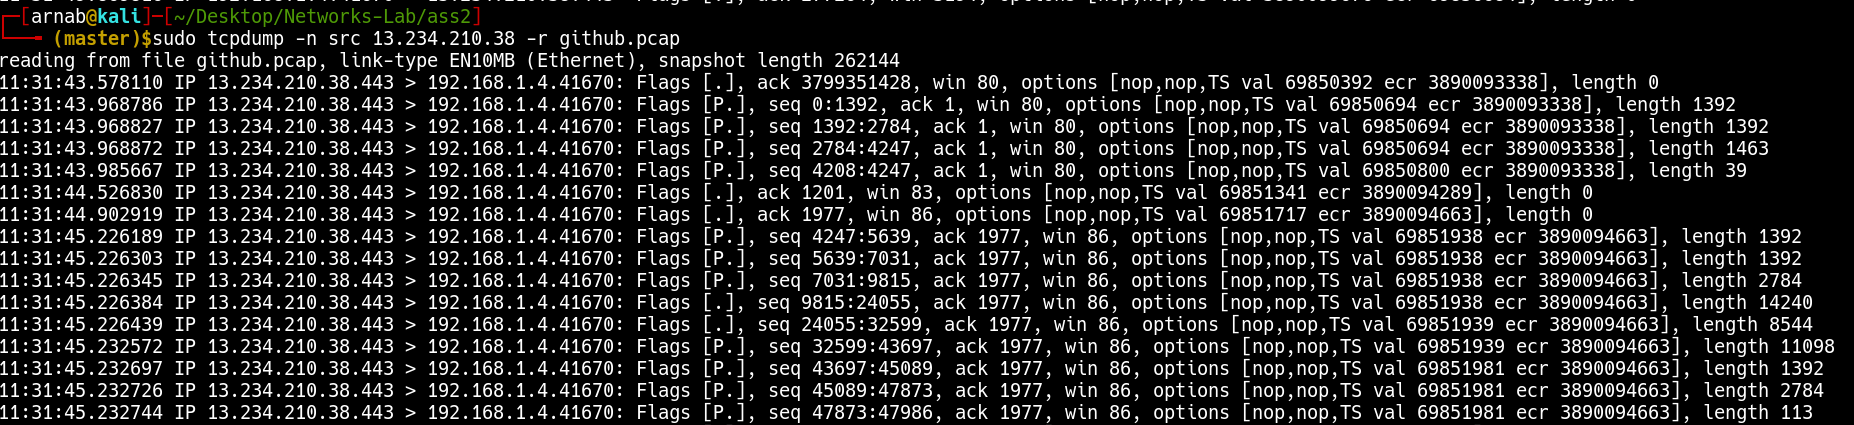 ┌─[arnab@kali]─[~/Desktop/Networks-Lab/ass2]
└──╼ (master)$sudo tcpdump -n src 13.234.210.38 -r github.pcap
reading from file github.pcap, link-type EN10MB (Ethernet), snapshot length 262144
11:31:43.578110 IP 13.234.210.38.443 > 192.168.1.4.41670: Flags [.], ack 3799351428, win 80, options [nop,nop,TS val 69850392 ecr 3890093338], length 0
11:31:43.968786 IP 13.234.210.38.443 > 192.168.1.4.41670: Flags [P.], seq 0:1392, ack 1, win 80, options [nop,nop,TS val 69850694 ecr 3890093338], length 1392
11:31:43.968827 IP 13.234.210.38.443 > 192.168.1.4.41670: Flags [P.], seq 1392:2784, ack 1, win 80, options [nop,nop,TS val 69850694 ecr 3890093338], length 1392
11:31:43.968872 IP 13.234.210.38.443 > 192.168.1.4.41670: Flags [P.], seq 2784:4247, ack 1, win 80, options [nop,nop,TS val 69850694 ecr 3890093338], length 1463
11:31:43.985667 IP 13.234.210.38.443 > 192.168.1.4.41670: Flags [P.], seq 4208:4247, ack 1, win 80, options [nop,nop,TS val 69850800 ecr 3890093338], length 39
11:31:44.526830 IP 13.234.210.38.443 > 192.168.1.4.41670: Flags [.], ack 1201, win 83, options [nop,nop,TS val 69851341 ecr 3890094289], length 0
11:31:44.902919 IP 13.234.210.38.443 > 192.168.1.4.41670: Flags [.], ack 1977, win 86, options [nop,nop,TS val 69851717 ecr 3890094663], length 0
11:31:45.226189 IP 13.234.210.38.443 > 192.168.1.4.41670: Flags [P.], seq 4247:5639, ack 1977, win 86, options [nop,nop,TS val 69851938 ecr 3890094663], length 1392
11:31:45.226303 IP 13.234.210.38.443 > 192.168.1.4.41670: Flags [P.], seq 5639:7031, ack 1977, win 86, options [nop,nop,TS val 69851938 ecr 3890094663], length 1392
11:31:45.226345 IP 13.234.210.38.443 > 192.168.1.4.41670: Flags [P.], seq 7031:9815, ack 1977, win 86, options [nop,nop,TS val 69851938 ecr 3890094663], length 2784
11:31:45.226384 IP 13.234.210.38.443 > 192.168.1.4.41670: Flags [.], seq 9815:24055, ack 1977, win 86, options [nop,nop,TS val 69851938 ecr 3890094663], length 14240
11:31:45.226439 IP 13.234.210.38.443 > 192.168.1.4.41670: Flags [.], seq 24055:32599, ack 1977, win 86, options [nop,nop,TS val 69851939 ecr 3890094663], length 8544
11:31:45.232572 IP 13.234.210.38.443 > 192.168.1.4.41670: Flags [P.], seq 32599:43697, ack 1977, win 86, options [nop,nop,TS val 69851939 ecr 3890094663], length 11098
11:31:45.232697 IP 13.234.210.38.443 > 192.168.1.4.41670: Flags [P.], seq 43697:45089, ack 1977, win 86, options [nop,nop,TS val 69851981 ecr 3890094663], length 1392
11:31:45.232726 IP 13.234.210.38.443 > 192.168.1.4.41670: Flags [P.], seq 45089:47873, ack 1977, win 86, options [nop,nop,TS val 69851981 ecr 3890094663], length 2784
11:31:45.232744 IP 13.234.210.38.443 > 192.168.1.4.41670: Flags [P.], seq 47873:47986, ack 1977, win 86, options [nop,nop,TS val 69851981 ecr 3890094663], length 113